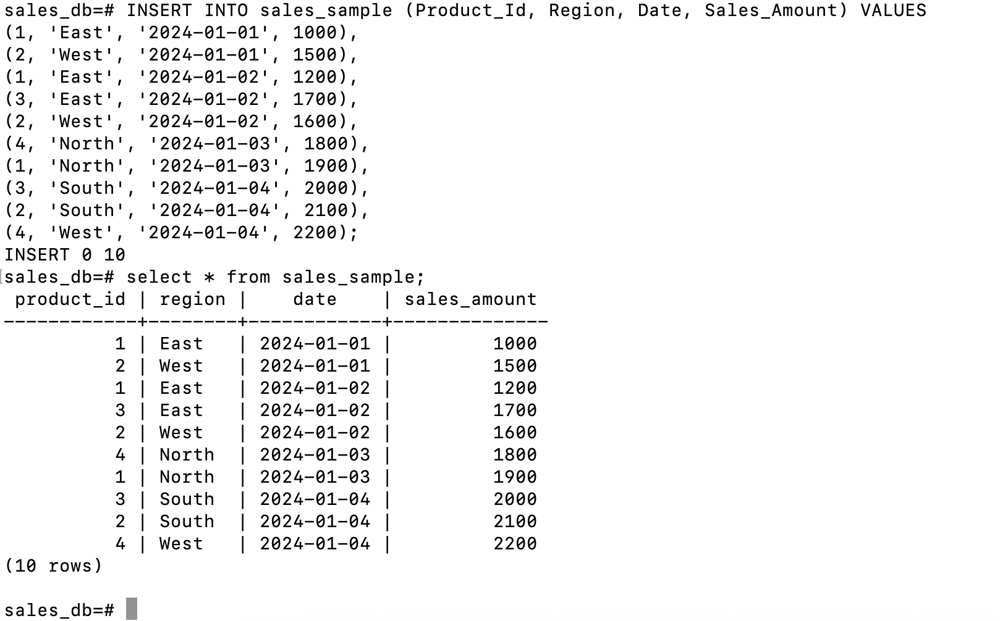 sales_db=# INSERT INTO sales_sample (Product_Id, Region, Date, Sales_Amount) VALUES
(1, 'East', '2024-01-01', 1000),
(2, 'West', '2024-01-01', 1500),
(1, 'East', '2024-01-02', 1200),
(3, 'East', '2024-01-02', 1700),
(2, 'West', '2024-01-02', 1600),
(4, 'North', '2024-01-03', 1800),
(1, 'North', '2024-01-03', 1900),
(3, 'South', '2024-01-04', 2000),
(2, 'South', '2024-01-04', 2100),
(4, 'West', '2024-01-04', 2200);
INSERT 0 10
[sales_db=# select * from sales_sample;
 product_id | region |    date    | sales_amount
------------+--------+------------+--------------
          1 | East   | 2024-01-01 |         1000
          2 | West   | 2024-01-01 |         1500
          1 | East   | 2024-01-02 |         1200
          3 | East   | 2024-01-02 |         1700
          2 | West   | 2024-01-02 |         1600
          4 | North  | 2024-01-03 |         1800
          1 | North  | 2024-01-03 |         1900
          3 | South  | 2024-01-04 |         2000
          2 | South  | 2024-01-04 |         2100
          4 | West   | 2024-01-04 |         2200
(10 rows)
sales_db=#